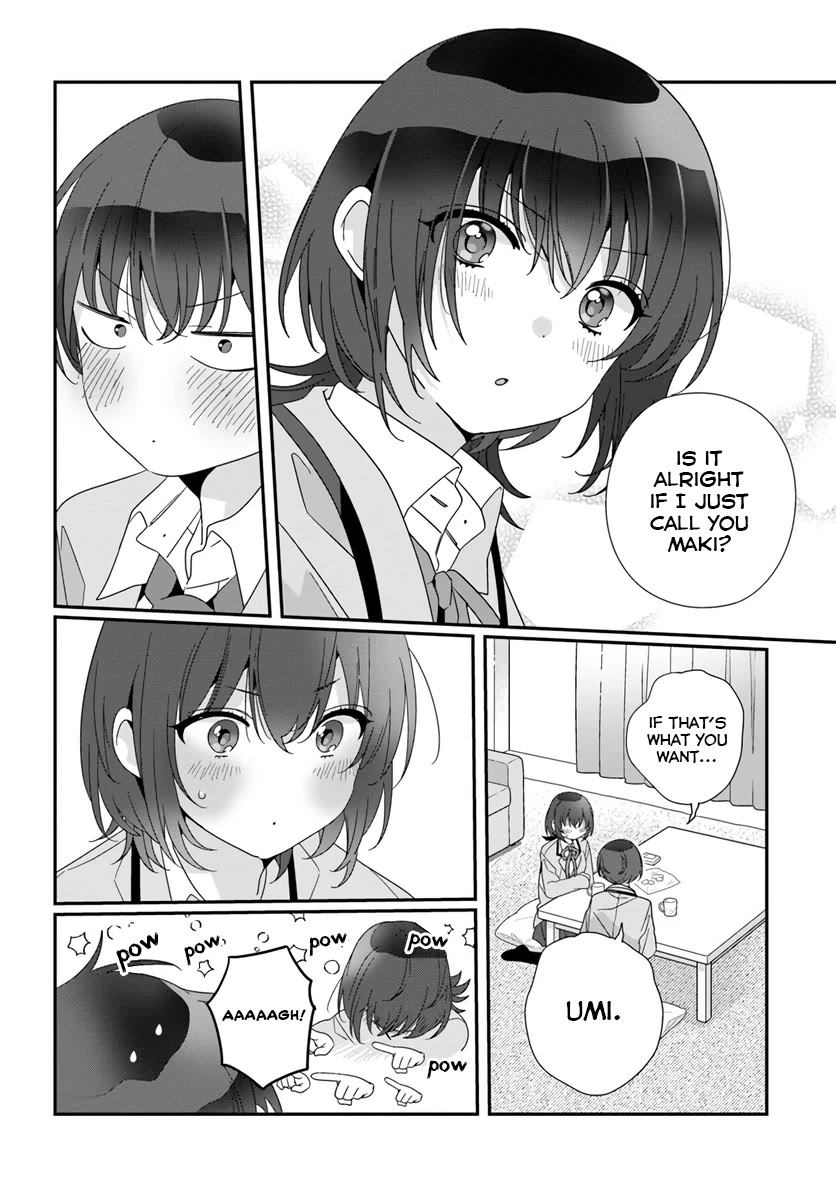 IS IT
ALRIGHT
IF I JUST
CALL YOU
MAKI?
IF THAT'S
WHAT YOU
WANT...
UMI.
AAAAAGH!
POW
POW
POW
POW
POW